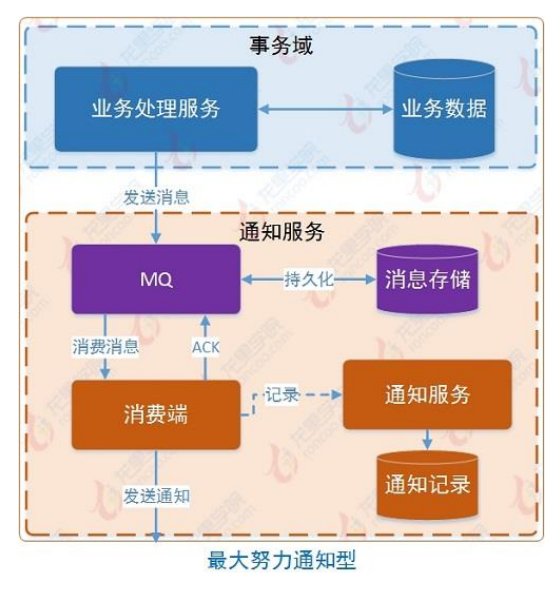 事务域
业务处理服务
业务数据
发送消息
通知服务
MQ
持久化
消息存储
消费消息
ACK
消费端
记录
通知服务
通知记录
发送通知
最大努力通知型